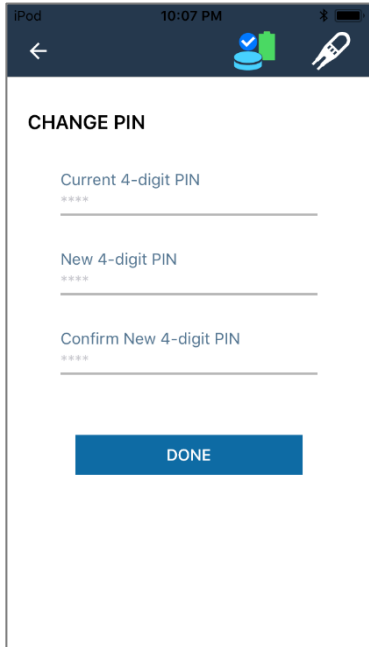 iPod 10:07 PM
CHANGE PIN
Current 4-digit PIN
****
New 4-digit PIN
****
Confirm New 4-digit PIN
****
DONE